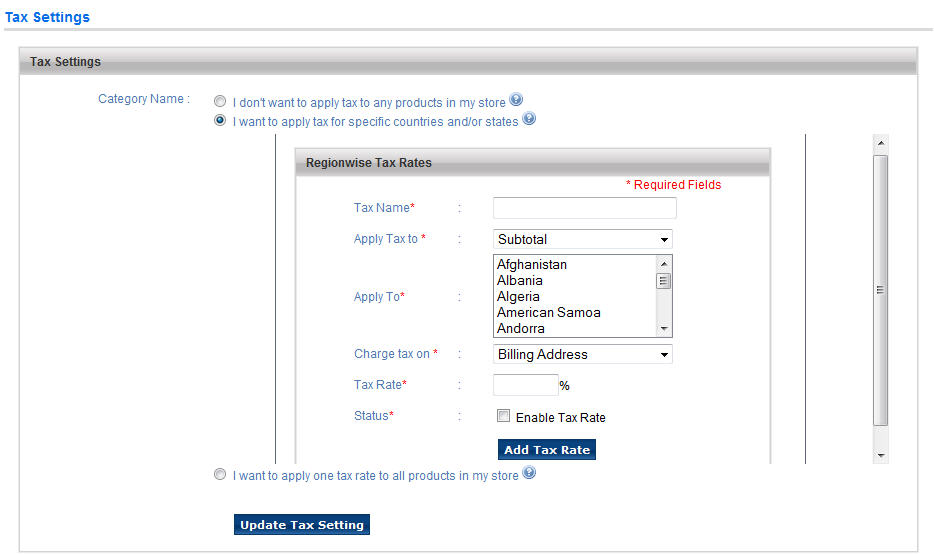 Tax Settings
Tax Settings
Category Name :
I don't want to apply tax to any products in my store
I want to apply tax for specific countries and/or states
Regionwise Tax Rates
* Required Fields
Tax Name* :
Apply Tax to * : Subtotal
Apply To* :
Afghanistan
Albania
Algeria
American Samoa
Andorra
Charge tax on * : Billing Address
Tax Rate* : %
Status* : Enable Tax Rate
Add Tax Rate
I want to apply one tax rate to all products in my store
Update Tax Setting